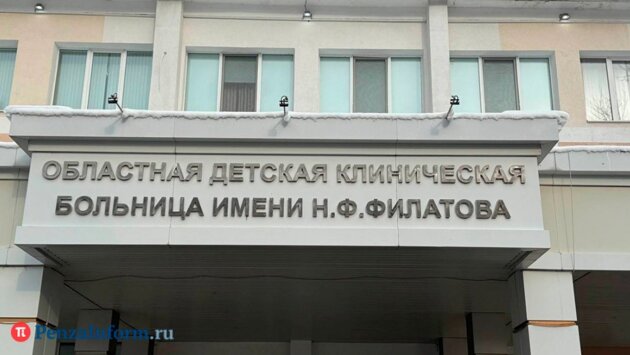 ОБЛАСТНАЯ ДЕТСКАЯ КЛИНИЧЕСКАЯ
БОЛЬНИЦА ИМЕНИ Н.Ф.ФИЛАТОВА
π PenzaInform.ru